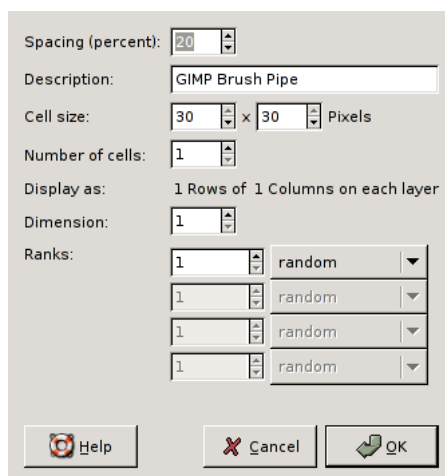 Spacing (percent): 20
Description: GIMP Brush Pipe
Cell size: 30 x 30 Pixels
Number of cells: 1
Display as: 1 Rows of 1 Columns on each layer
Dimension: 1
Ranks: 1 random
1 random
1 random
1 random
Help Cancel OK